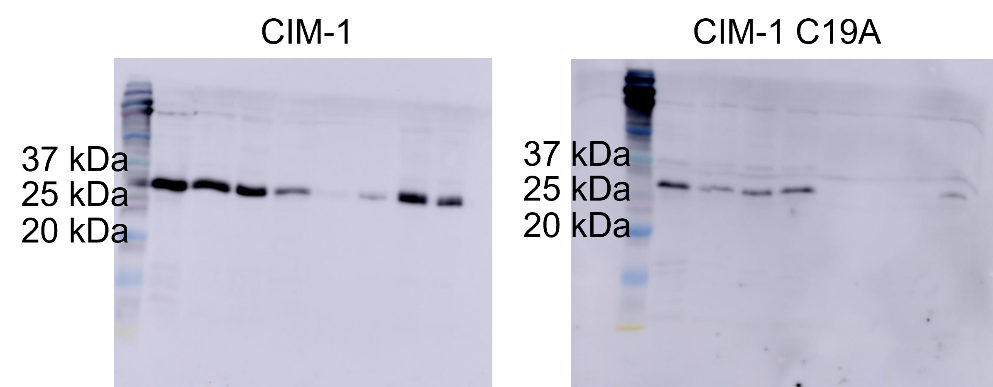 CIM-1
37 kDa
25 kDa
20 kDa
CIM-1 C19A
37 kDa
25 kDa
20 kDa